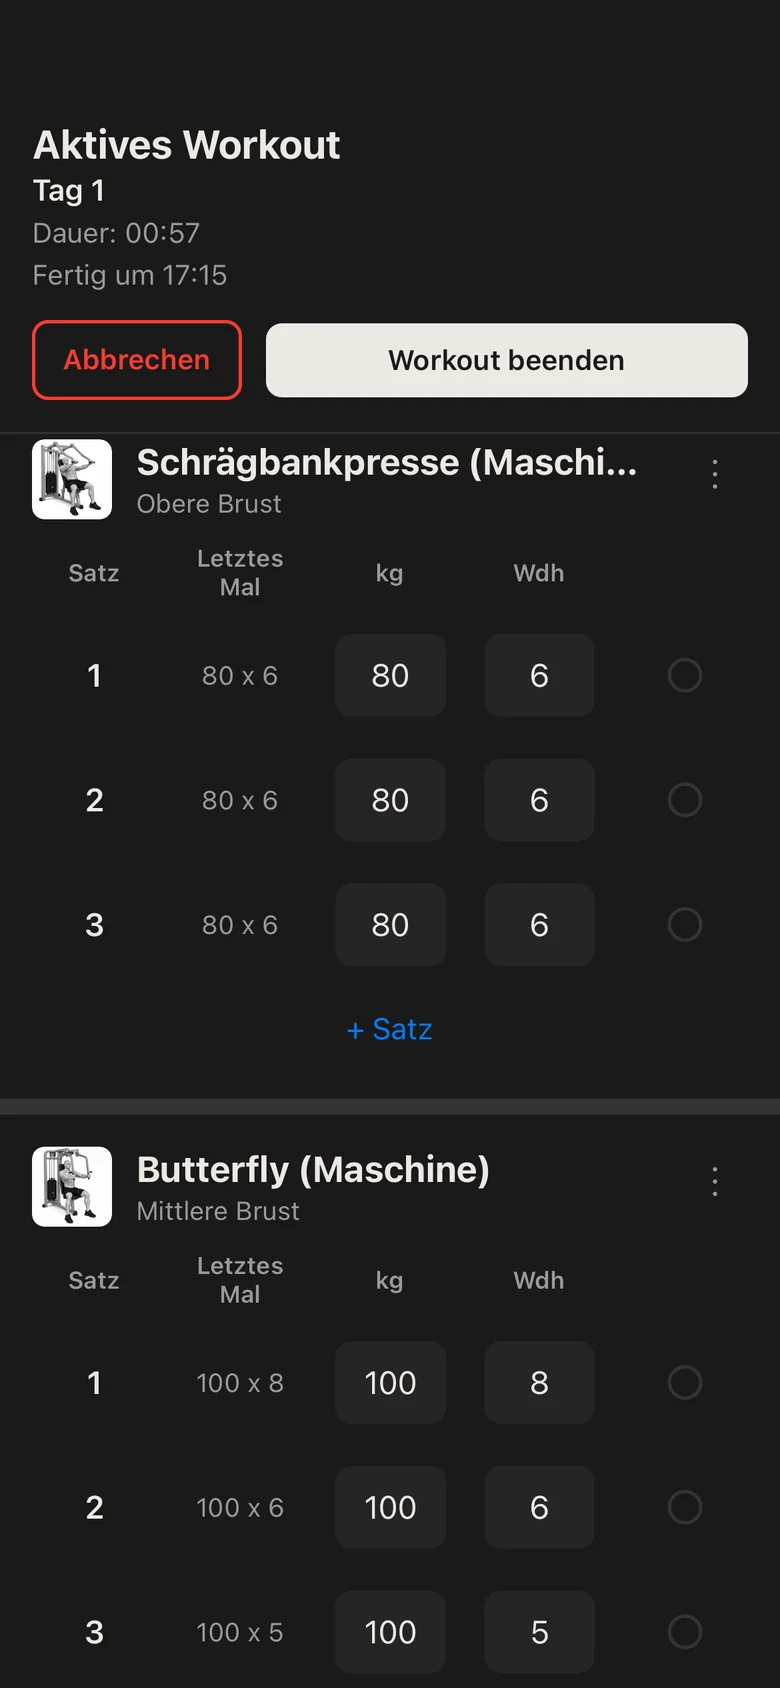 Aktives Workout
Tag 1
Dauer: 00:57
Fertig um 17:15
Abbrechen
Workout beenden
Schrägbankpresse (Maschi...
Obere Brust
Satz Letztes Mal kg Wdh
1 80 x 6 80 6
2 80 x 6 80 6
3 80 x 6 80 6
+ Satz
Butterfly (Maschine)
Mittlere Brust
Satz Letztes Mal kg Wdh
1 100 x 8 100 8
2 100 x 6 100 6
3 100 x 5 100 5